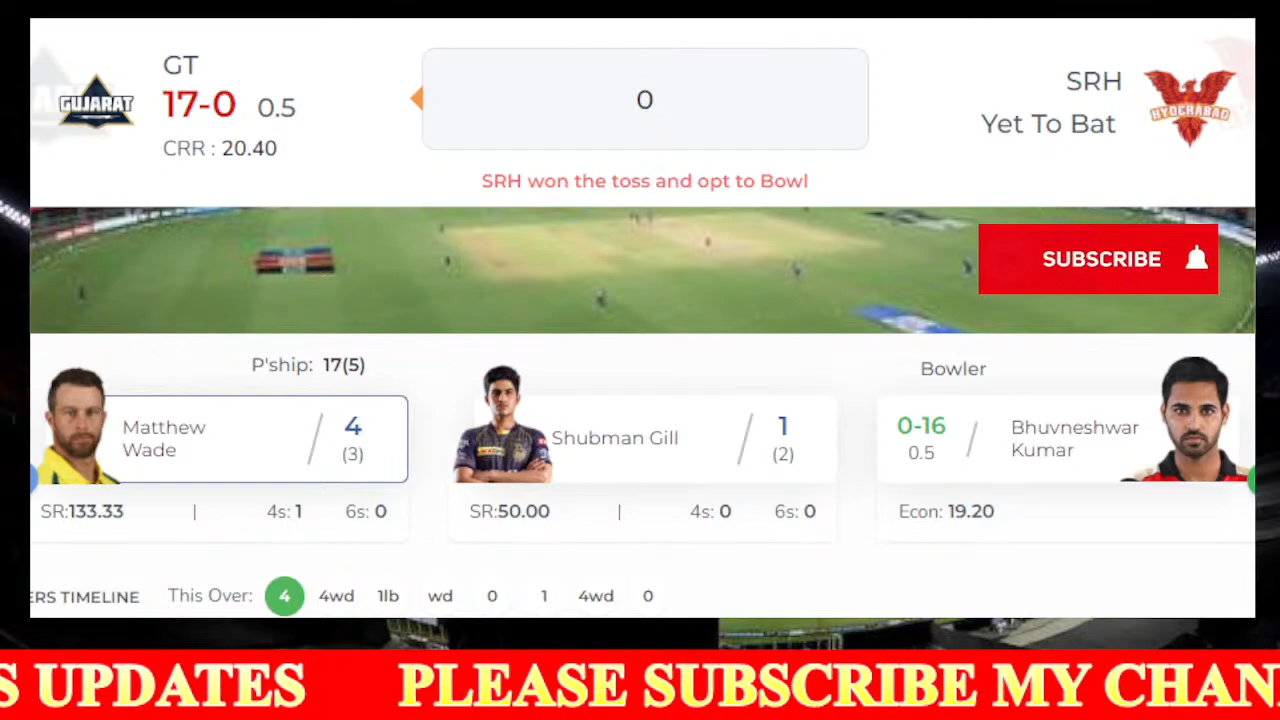 GT
17-0 0.5
CRR : 20.40
GUJARAT
0
SRH
Yet To Bat
HYDERABAD
SRH won the toss and opt to Bowl
SUBSCRIBE
P'ship: 17(5)
Bowler
Matthew
Wade
/
4
(3)
Shubman Gill
/
1
(2)
0-16
0.5
/
Bhuvneshwar
Kumar
SR:133.33 | 4s: 1 6s: 0
SR:50.00 | 4s: 0 6s: 0
Econ: 19.20
ERS TIMELINE This Over: 4 4wd 1lb wd 0 1 4wd 0
S UPDATES PLEASE SUBSCRIBE MY CHAN